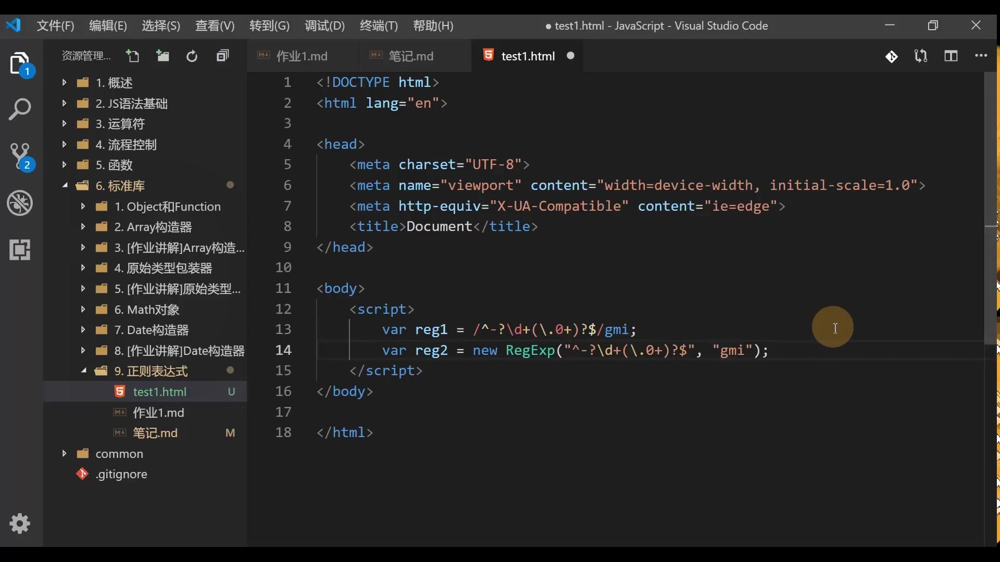 文件(F) 编辑(E) 选择(S) 查看(V) 转到(G) 调试(D) 终端(T) 帮助(H) ● test1.html - JavaScript - Visual Studio Code
资源管理...
作业1.md 笔记.md test1.html
1
2
1. 概述
2. JS语法基础
3. 运算符
4. 流程控制
5. 函数
6. 标准库
1. Object和Function
2. Array构造器
3. [作业讲解]Array构造...
4. 原始类型包装器
5. [作业讲解]原始类型...
6. Math对象
7. Date构造器
8. [作业讲解]Date构造器
9. 正则表达式
test1.html U
作业1.md
笔记.md M
common
.gitignore
1 <!DOCTYPE html>
2 <html lang="en">
3
4 <head>
5     <meta charset="UTF-8">
6     <meta name="viewport" content="width=device-width, initial-scale=1.0">
7     <meta http-equiv="X-UA-Compatible" content="ie=edge">
8     <title>Document</title>
9 </head>
10
11 <body>
12     <script>
13         var reg1 = /^-?\d+(\.0+)?$/gmi;
14         var reg2 = new RegExp("^-?\d+(\.0+)?$", "gmi");
15     </script>
16 </body>
17
18 </html>